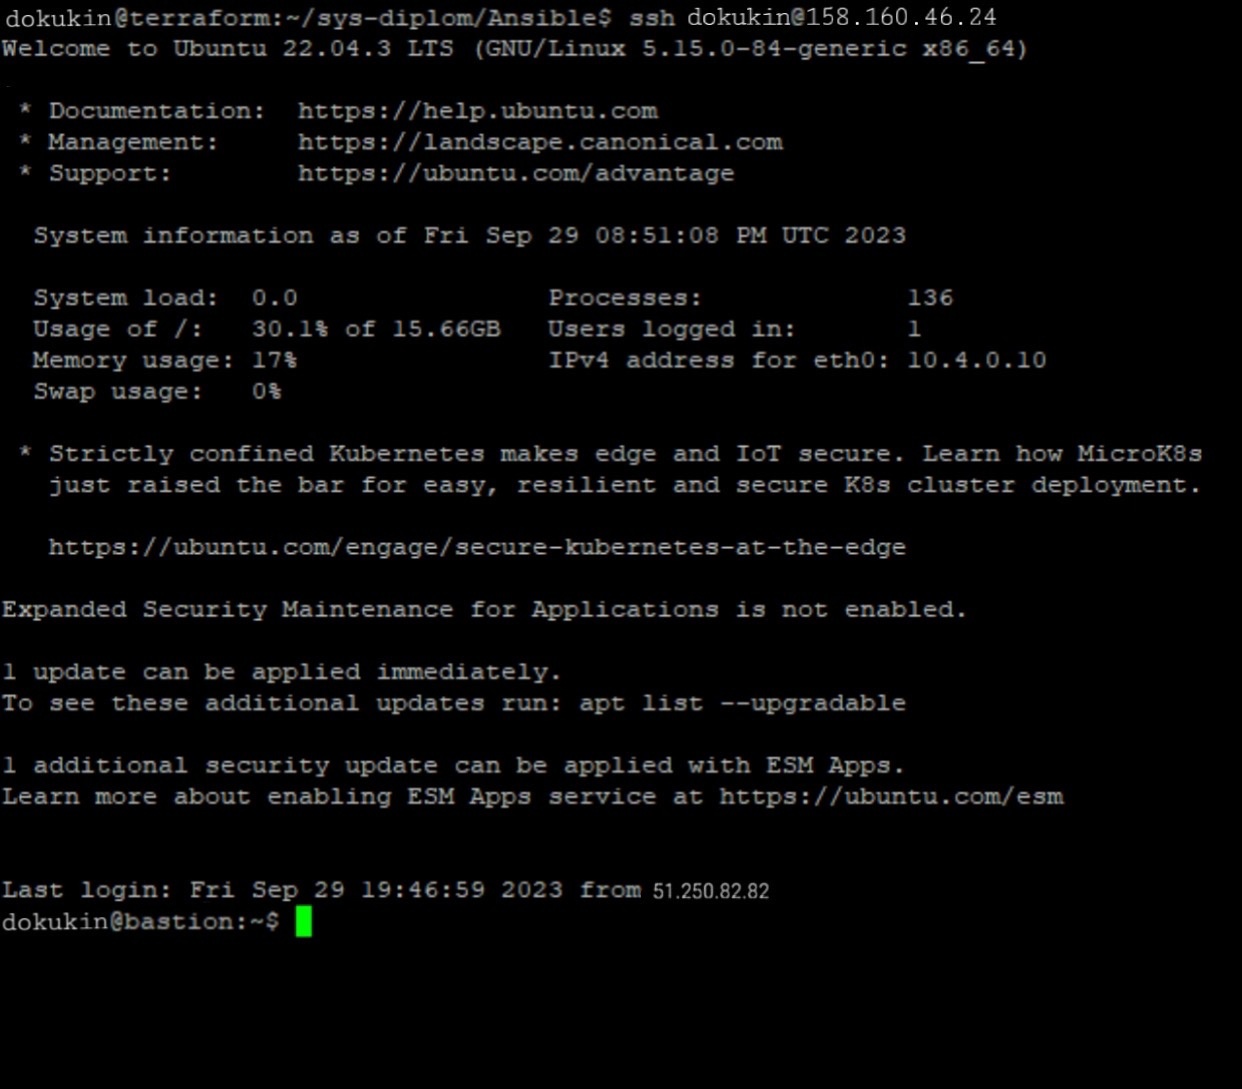 dokukin@terraform:~/sys-diplom/Ansible$ ssh dokukin@158.160.46.24
Welcome to Ubuntu 22.04.3 LTS (GNU/Linux 5.15.0-84-generic x86_64)
* Documentation: https://help.ubuntu.com
* Management: https://landscape.canonical.com
* Support: https://ubuntu.com/advantage
System information as of Fri Sep 29 08:51:08 PM UTC 2023
System load: 0.0 Processes: 136
Usage of /: 30.1% of 15.66GB Users logged in: 1
Memory usage: 17% IPv4 address for eth0: 10.4.0.10
Swap usage: 0%
* Strictly confined Kubernetes makes edge and IoT secure. Learn how MicroK8s
just raised the bar for easy, resilient and secure K8s cluster deployment.
https://ubuntu.com/engage/secure-kubernetes-at-the-edge
Expanded Security Maintenance for Applications is not enabled.
1 update can be applied immediately.
To see these additional updates run: apt list --upgradable
1 additional security update can be applied with ESM Apps.
Learn more about enabling ESM Apps service at https://ubuntu.com/esm
Last login: Fri Sep 29 19:46:59 2023 from 51.250.82.82
dokukin@bastion:~$